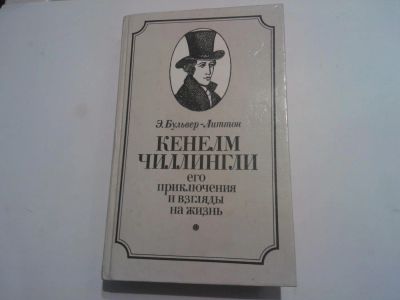 Э. Бульвер-Литтон
КЕНЕЛМ
ЧИЛЛИНГЛИ
его
приключения
и взгляды
на жизнь